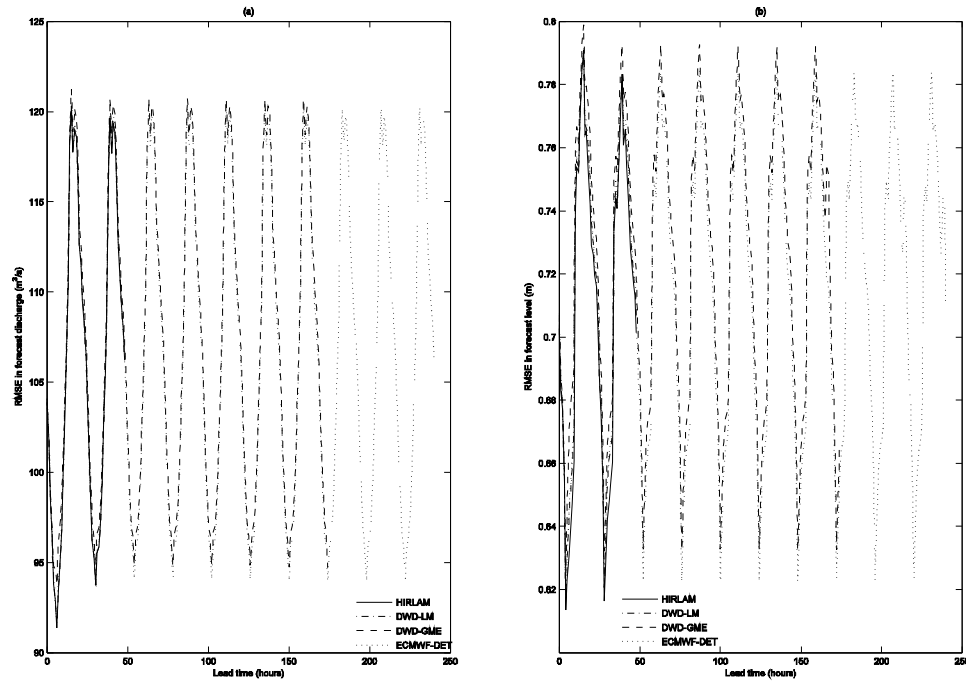 (a)
125
120
115
110
105
100
95
90
RMSE in forecast discharge (m³/s)
HIRLAM
DWD-LM
DWD-GME
ECMWF-DET
0 50 100 150 200 250
Lead time (hours)
(b)
0.8
0.78
0.76
0.74
0.72
0.7
0.68
0.66
0.64
0.62
RMSE in forecast level (m)
HIRLAM
DWD-LM
DWD-GME
ECMWF-DET
0 50 100 150 200 250
Lead time (hours)